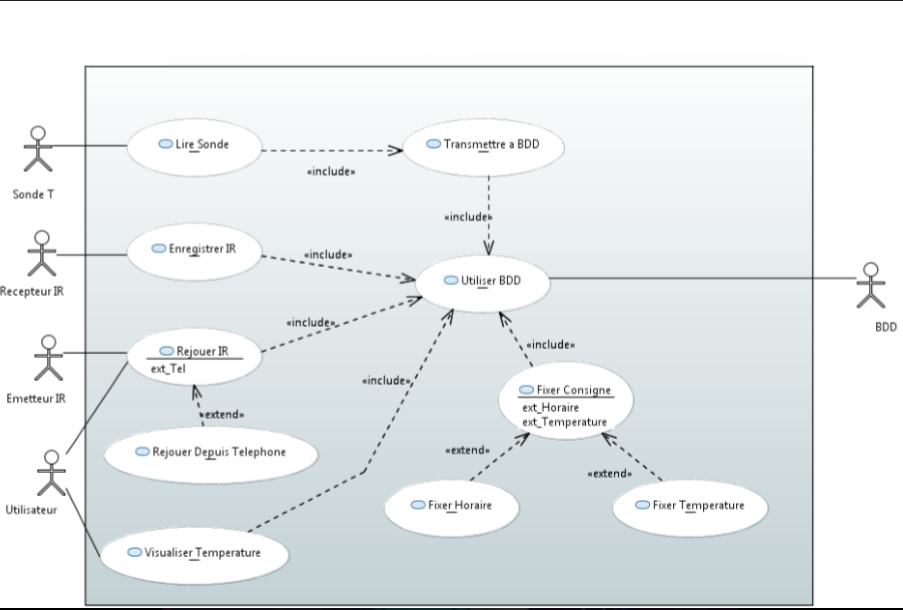 Lire Sonde
Transmettre a BDD
«include»
Sonde T
«include»
Enregistrer IR
«include»
Utiliser BDD
Recepteur IR
BDD
«include»
Rejouer IR
ext_Tel
«include»
«include»
Emetteur IR
Fixer Consigne
ext_Horaire
ext_Temperature
«extend»
Rejouer Depuis Telephone
«extend»
«extend»
Utilisateur
Fixer Horaire
Fixer Temperature
Visualiser Temperature